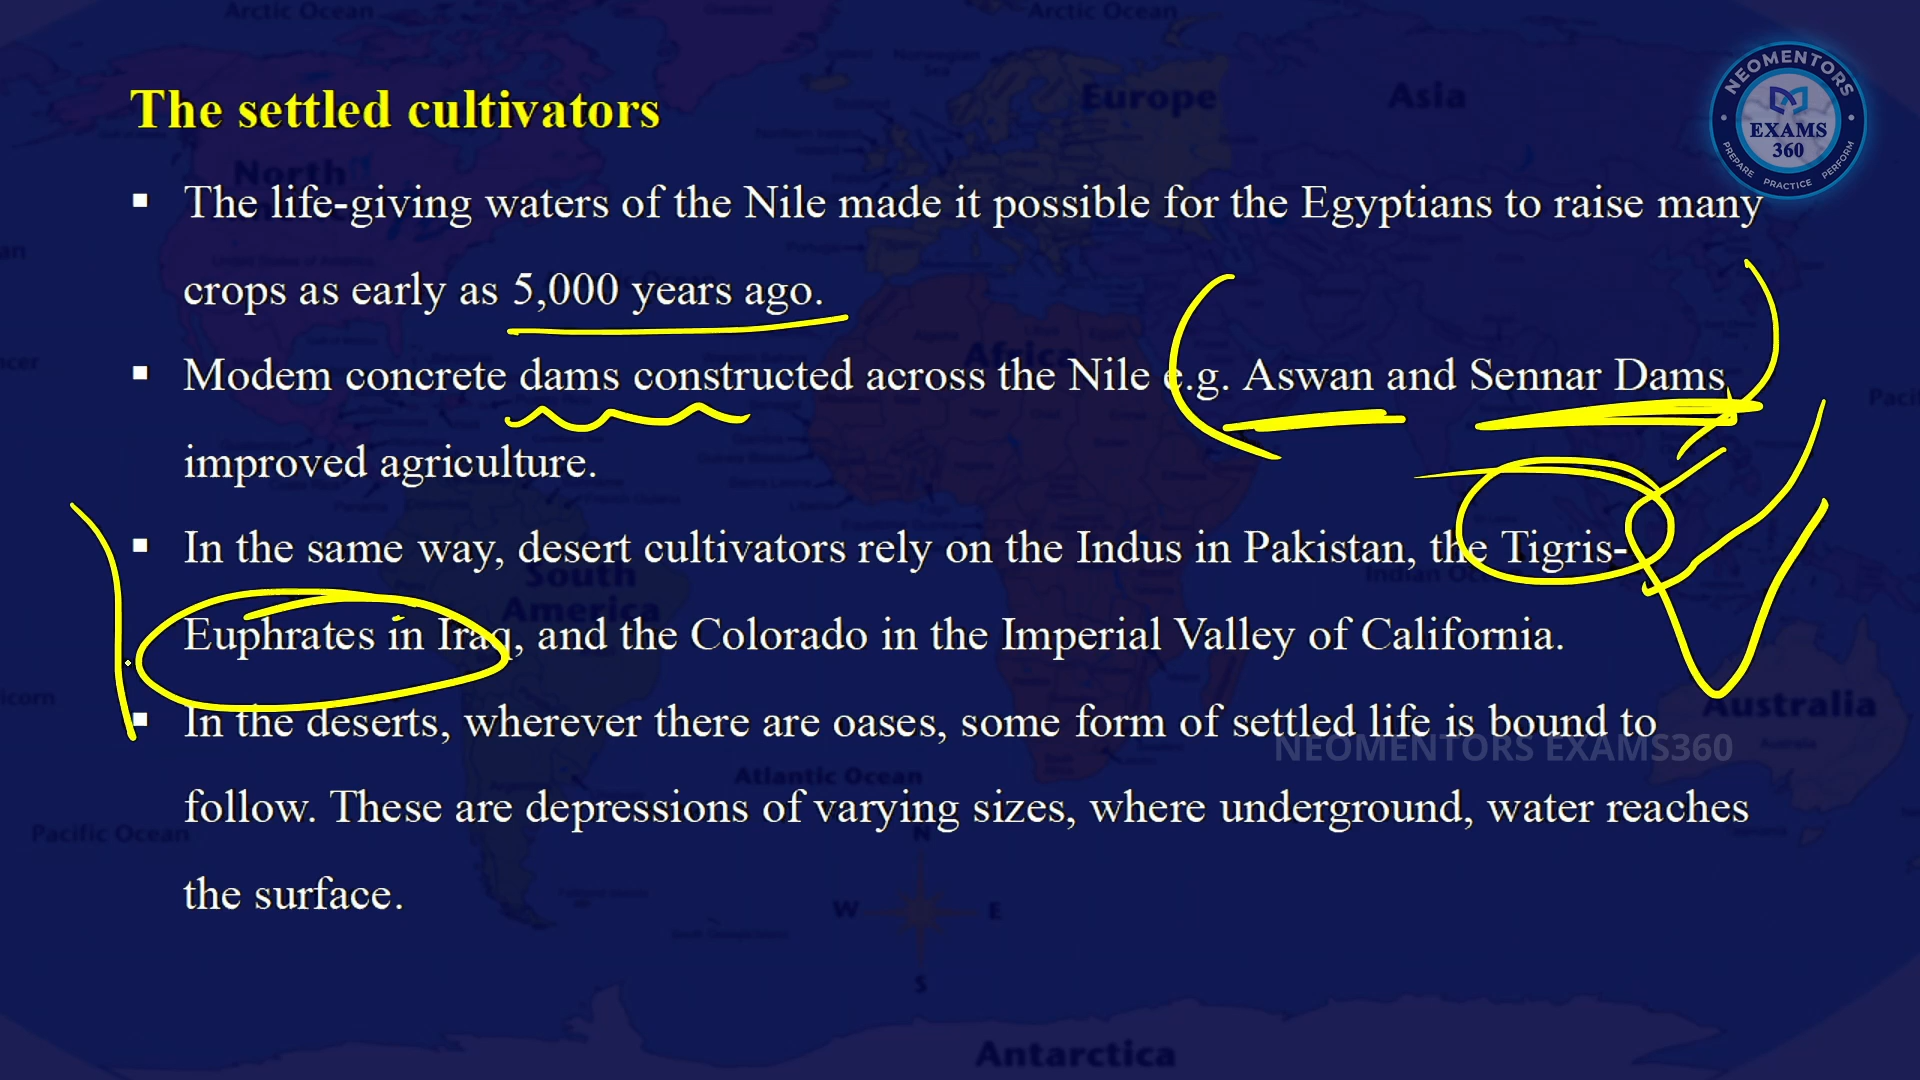 Arctic Ocean
Arctic Ocean
NEOMENTORS
EXAMS
360
PREPARE PRACTICE PERFORM
Europe
Asia
North
The settled cultivators
▪ The life-giving waters of the Nile made it possible for the Egyptians to raise many
crops as early as 5,000 years ago.
▪ Modem concrete dams constructed across the Nile e.g. Aswan and Sennar Dams
improved agriculture.
Africa
▪ In the same way, desert cultivators rely on the Indus in Pakistan, the Tigris-
Euphrates in Iraq, and the Colorado in the Imperial Valley of California.
South
America
▪ In the deserts, wherever there are oases, some form of settled life is bound to
follow. These are depressions of varying sizes, where underground, water reaches
the surface.
Australia
NEOMENTORS EXAMS360
Atlantic Ocean
Pacific Ocean
N
W E
S
Antarctica